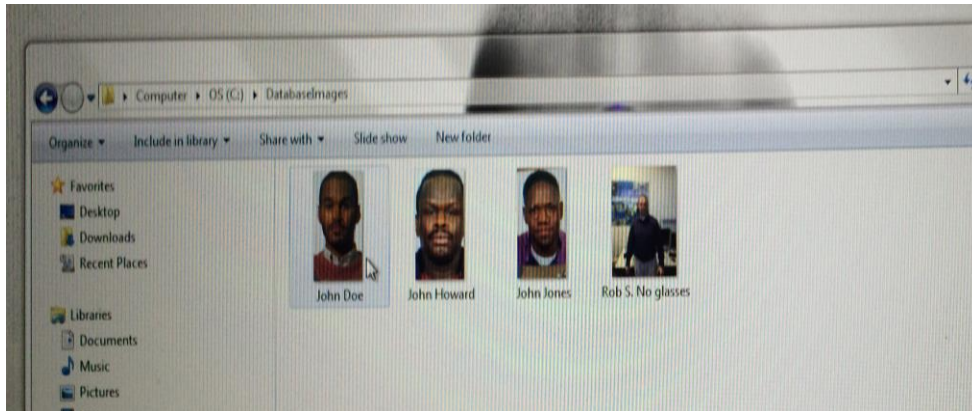 Computer ▸ OS (C:) ▸ DatabaseImages
Organize ▾ Include in library ▾ Share with ▾ Slide show New folder
Favorites
Desktop
Downloads
Recent Places
Libraries
Documents
Music
Pictures
John Doe
John Howard
John Jones
Rob S. No glasses